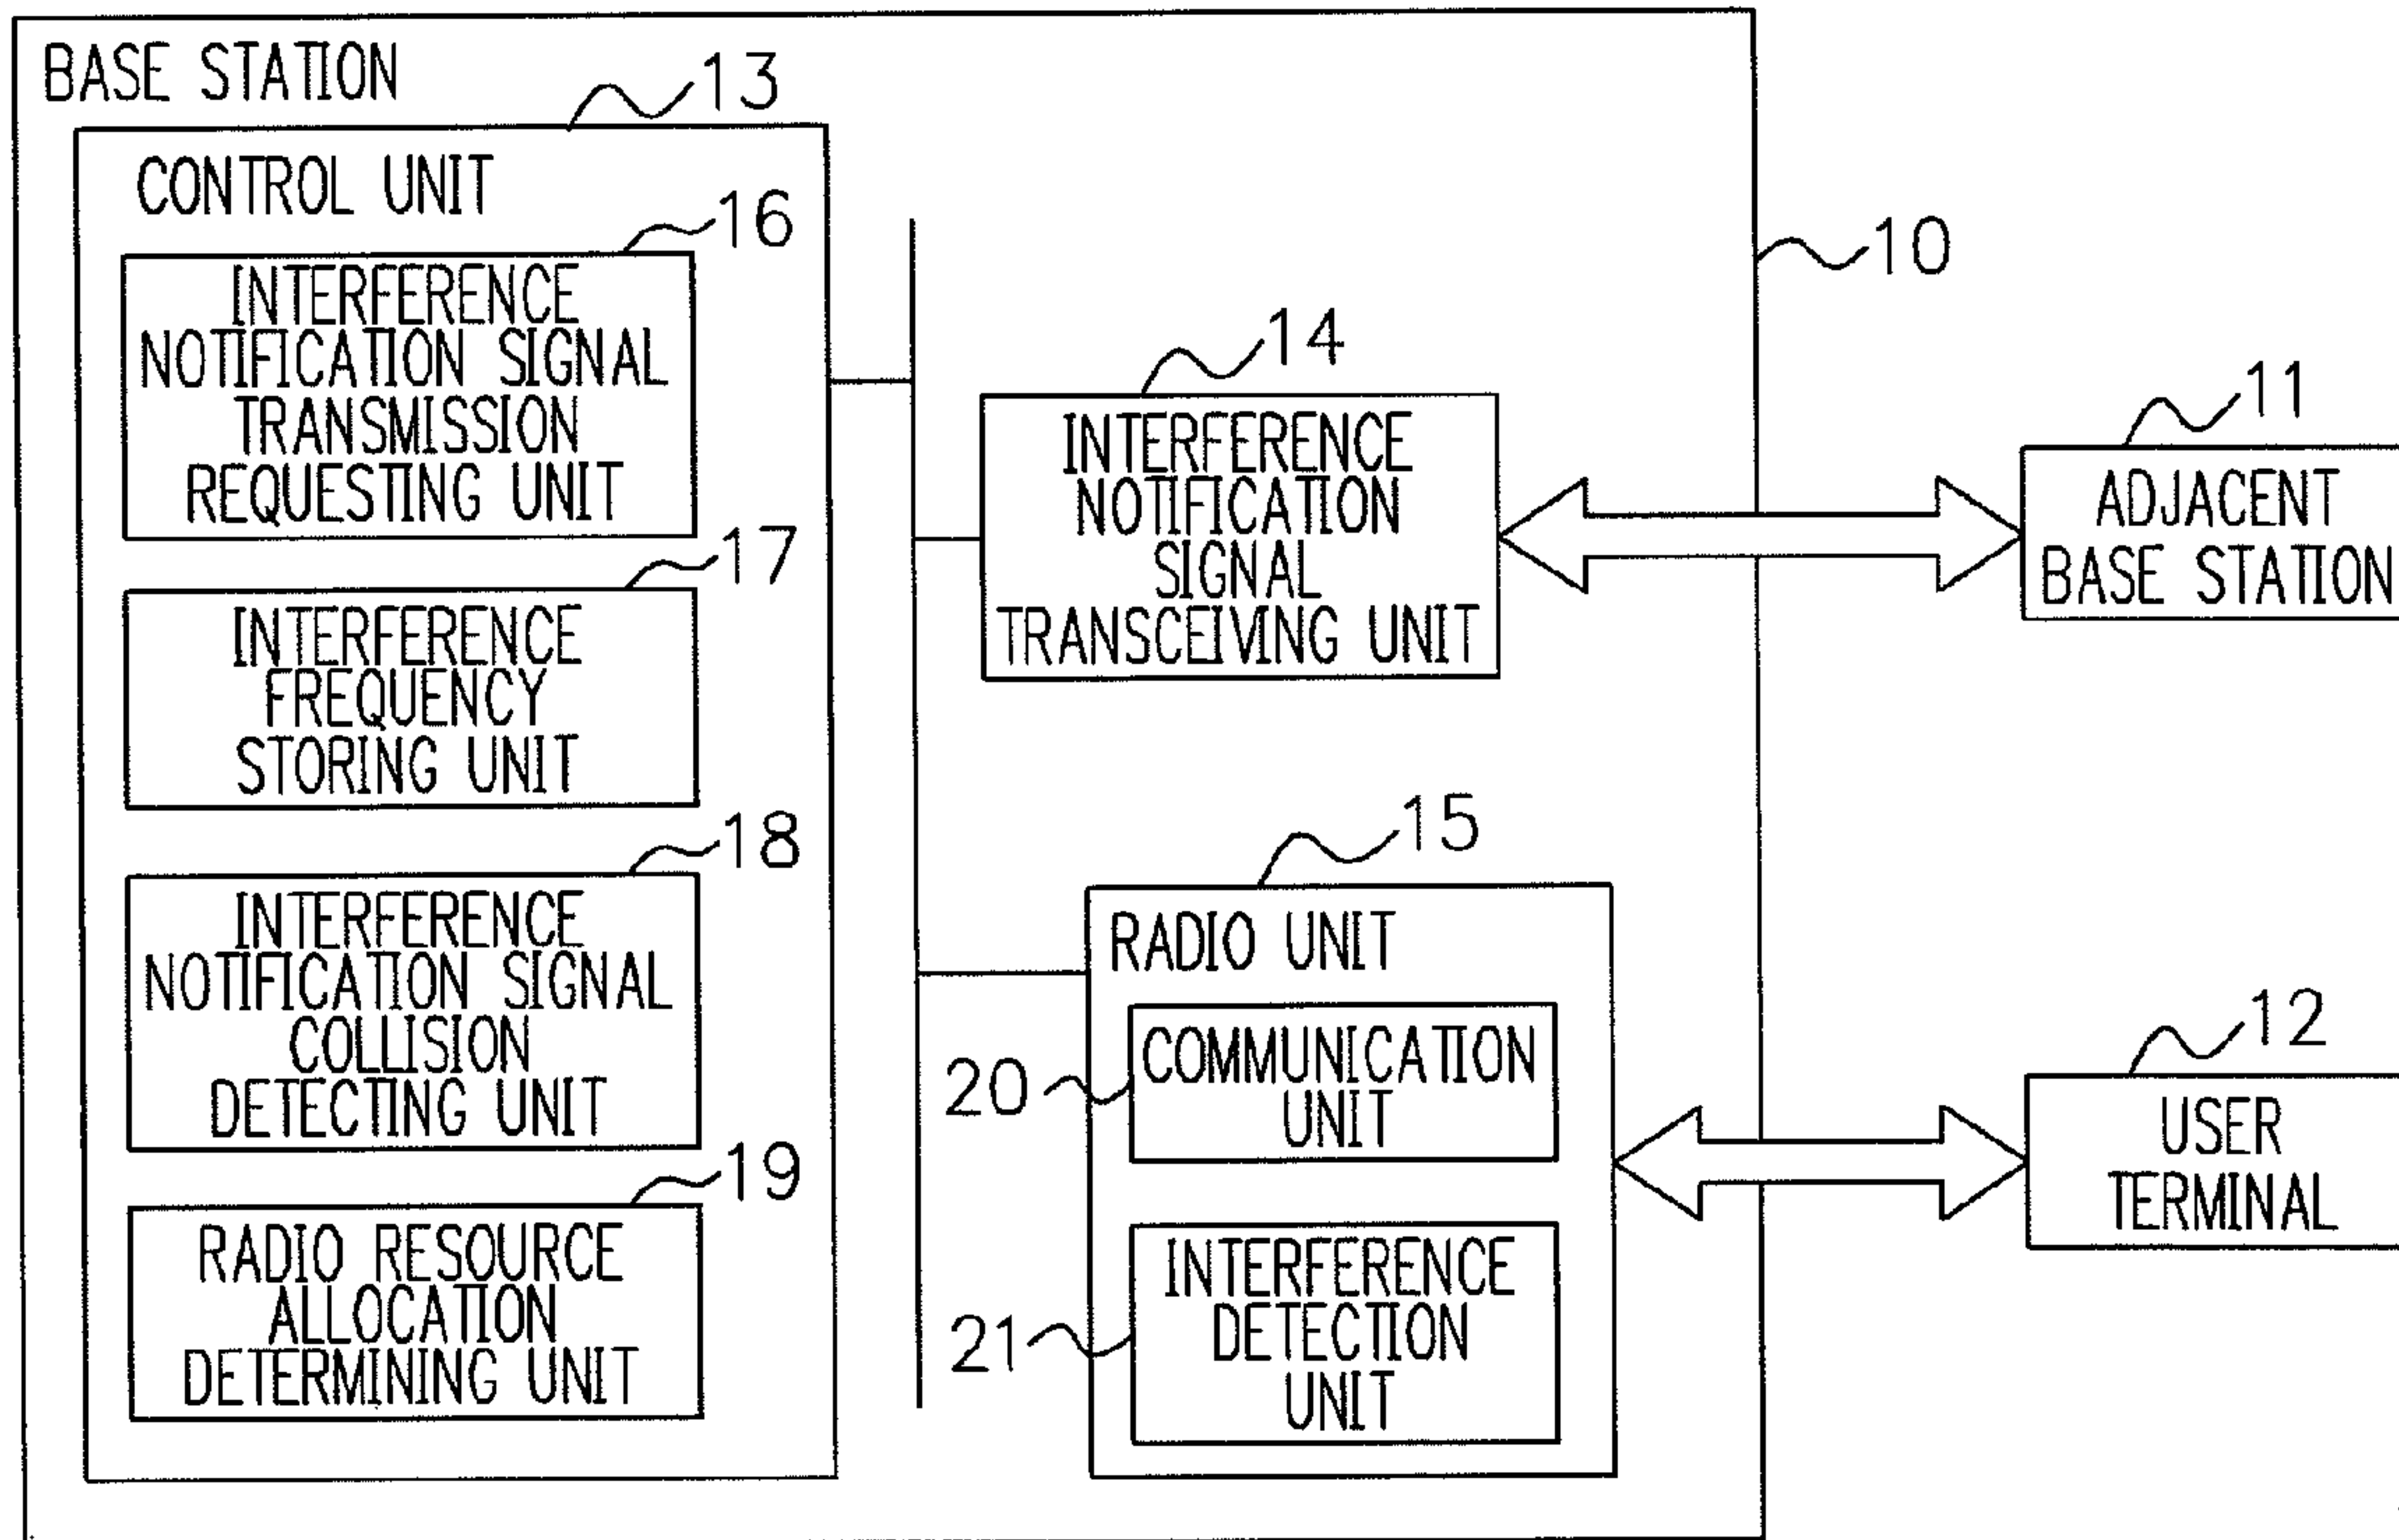 BASE STATION
13
CONTROL UNIT
16
INTERFERENCE
NOTIFICATION SIGNAL
TRANSMISSION
REQUESTING UNIT
17
INTERFERENCE
FREQUENCY
STORING UNIT
18
INTERFERENCE
NOTIFICATION SIGNAL
COLLISION
DETECTING UNIT
19
RADIO RESOURCE
ALLOCATION
DETERMINING UNIT
10
14
INTERFERENCE
NOTIFICATION
SIGNAL
TRANSCEIVING UNIT
11
ADJACENT
BASE STATION
15
RADIO UNIT
20
COMMUNICATION
UNIT
21
INTERFERENCE
DETECTION
UNIT
12
USER
TERMINAL